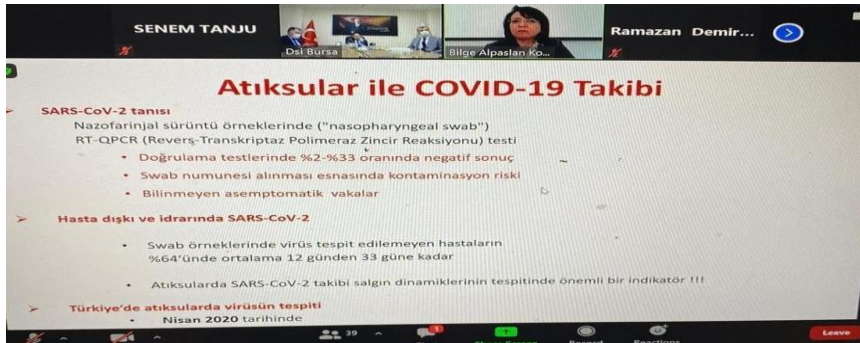 SENEM TANJU
Dsi Bursa
Bilge Alpaslan Ko...
Ramazan Demir...
Atıksular ile COVID-19 Takibi
SARS-CoV-2 tanısı
Nazofarinjal sürüntü örneklerinde ("nasopharyngeal swab")
RT-QPCR (Revers-Transkriptaz Polimeraz Zincir Reaksiyonu) testi
• Doğrulama testlerinde %2-%33 oranında negatif sonuç
• Swab numunesi alınması esnasında kontaminasyon riski
• Bilinmeyen asemptomatik vakalar
Hasta dışkı ve idrarında SARS-CoV-2
• Swab örneklerinde virüs tespit edilemeyen hastaların
%64'ünde ortalama 12 günden 33 güne kadar
• Atıksularda SARS-CoV-2 takibi salgın dinamiklerinin tespitinde önemli bir indikatör !!!
Türkiye'de atıksularda virüsün tespiti
• Nisan 2020 tarihinde
39
1
Record
Reactions
Leave